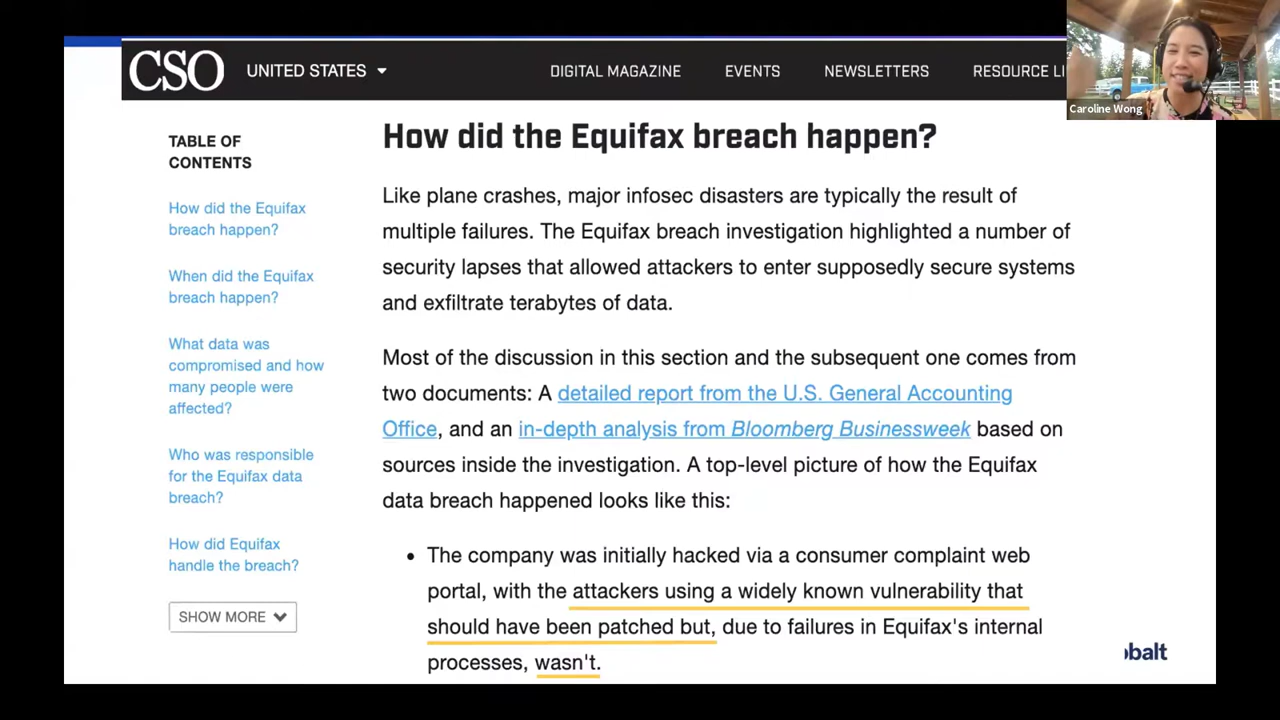 CSO
UNITED STATES
DIGITAL MAGAZINE
EVENTS
NEWSLETTERS
RESOURCE LI
Caroline Wong
TABLE OF
CONTENTS
How did the Equifax
breach happen?
When did the Equifax
breach happen?
What data was
compromised and how
many people were
affected?
Who was responsible
for the Equifax data
breach?
How did Equifax
handle the breach?
SHOW MORE
How did the Equifax breach happen?
Like plane crashes, major infosec disasters are typically the result of
multiple failures. The Equifax breach investigation highlighted a number of
security lapses that allowed attackers to enter supposedly secure systems
and exfiltrate terabytes of data.
Most of the discussion in this section and the subsequent one comes from
two documents: A detailed report from the U.S. General Accounting
Office, and an in-depth analysis from Bloomberg Businessweek based on
sources inside the investigation. A top-level picture of how the Equifax
data breach happened looks like this:
• The company was initially hacked via a consumer complaint web
portal, with the attackers using a widely known vulnerability that
should have been patched but, due to failures in Equifax's internal
processes, wasn't.
obalt